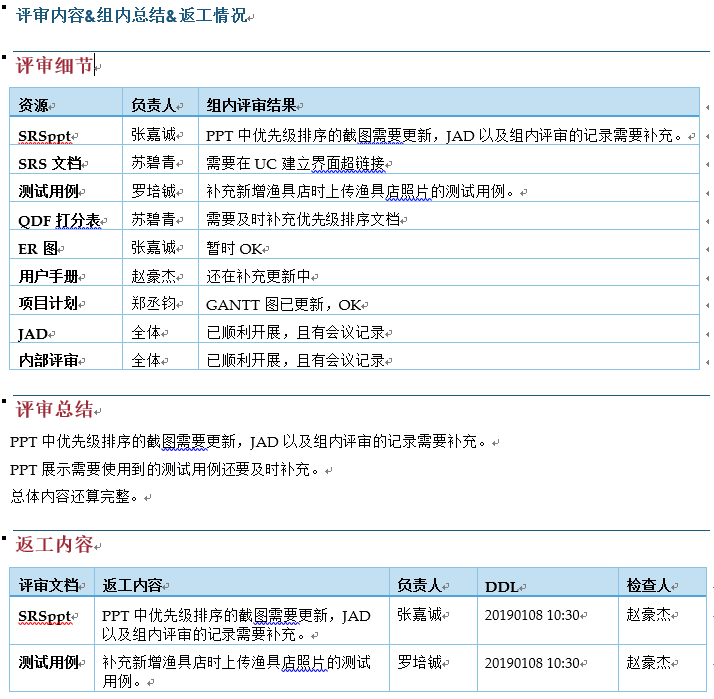 评审内容&组内总结&返工情况
评审细节
资源 负责人 组内评审结果
SRSppt 张嘉诚 PPT 中优先级排序的截图需要更新，JAD 以及组内评审的记录需要补充。
SRS 文档 苏碧青 需要在 UC 建立界面超链接
测试用例 罗培铖 补充新增渔具店时上传渔具店照片的测试用例。
QDF 打分表 苏碧青 需要及时补充优先级排序文档
ER 图 张嘉诚 暂时 OK
用户手册 赵豪杰 还在补充更新中
项目计划 郑丞钧 GANTT 图已更新，OK
JAD 全体 已顺利开展，且有会议记录
内部评审 全体 已顺利开展，且有会议记录
评审总结
PPT 中优先级排序的截图需要更新，JAD 以及组内评审的记录需要补充。
PPT 展示需要使用到的测试用例还要及时补充。
总体内容还算完整。
返工内容
评审文档 返工内容 负责人 DDL 检查人
SRSppt PPT 中优先级排序的截图需要更新，JAD 张嘉诚 20190108 10:30 赵豪杰
以及组内评审的记录需要补充。
测试用例 补充新增渔具店时上传渔具店照片的测试 罗培铖 20190108 10:30 赵豪杰
用例。